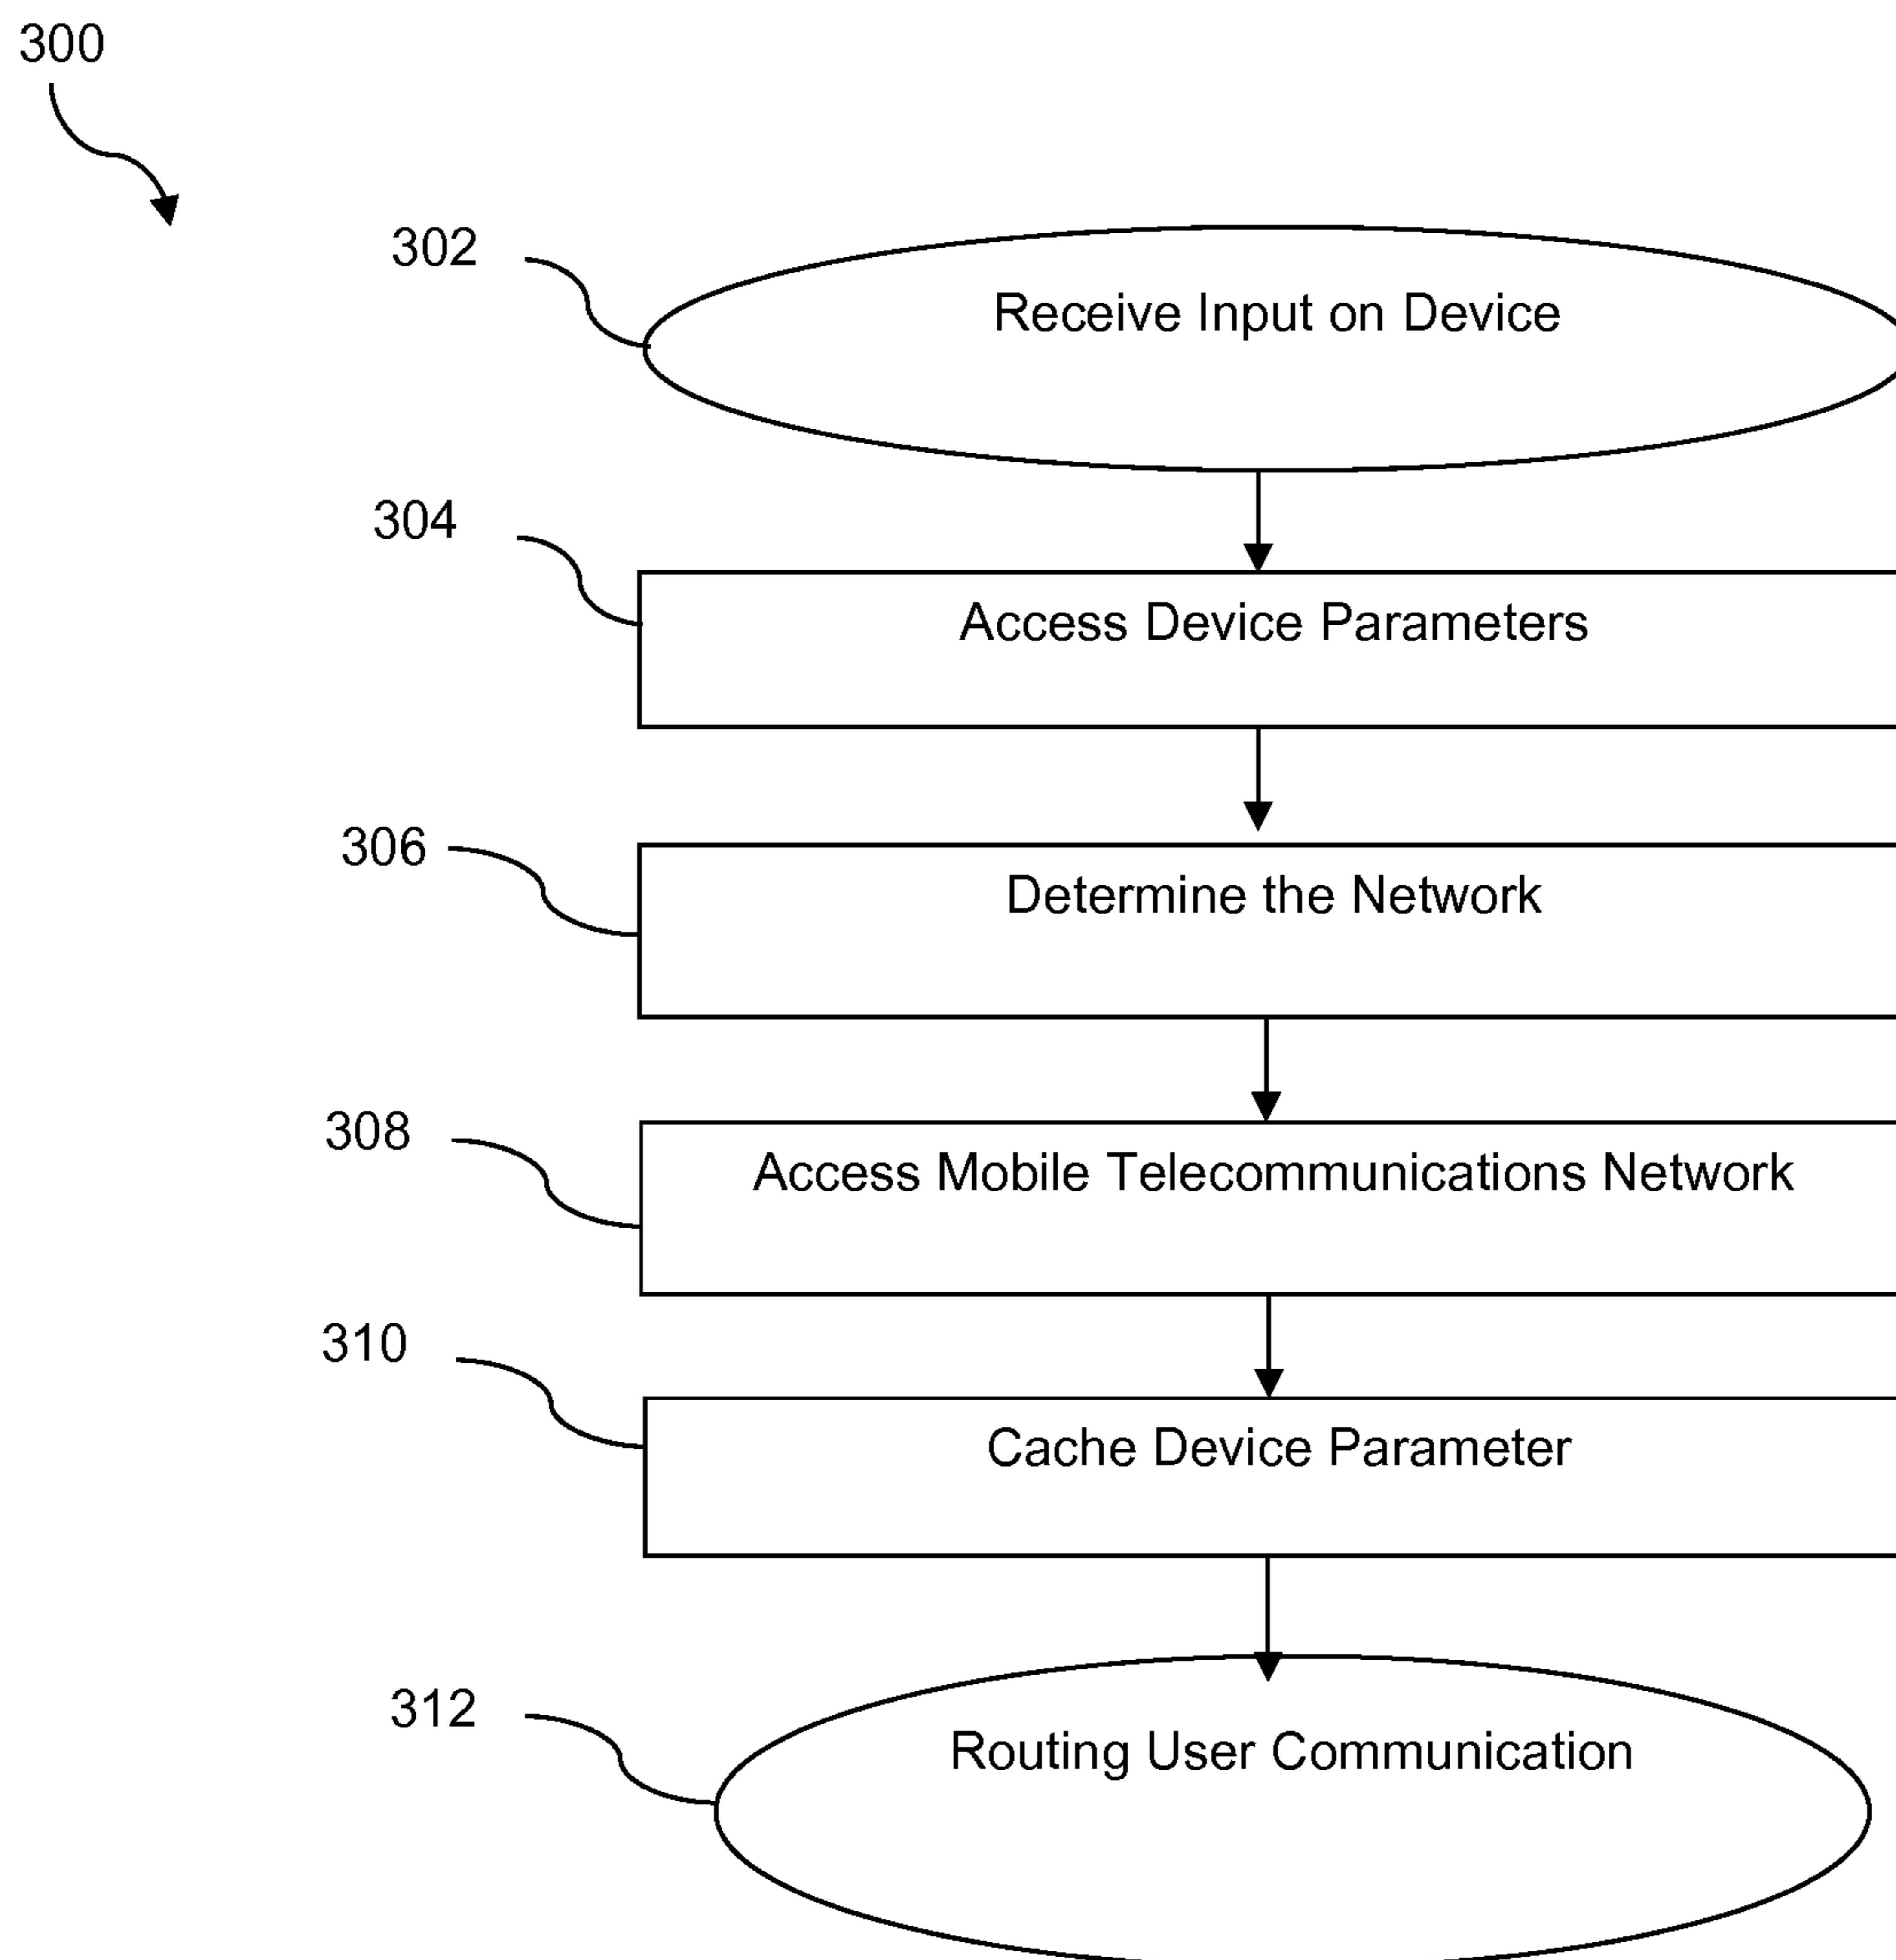 300
302
Receive Input on Device
304
Access Device Parameters
306
Determine the Network
308
Access Mobile Telecommunications Network
310
Cache Device Parameter
312
Routing User Communication